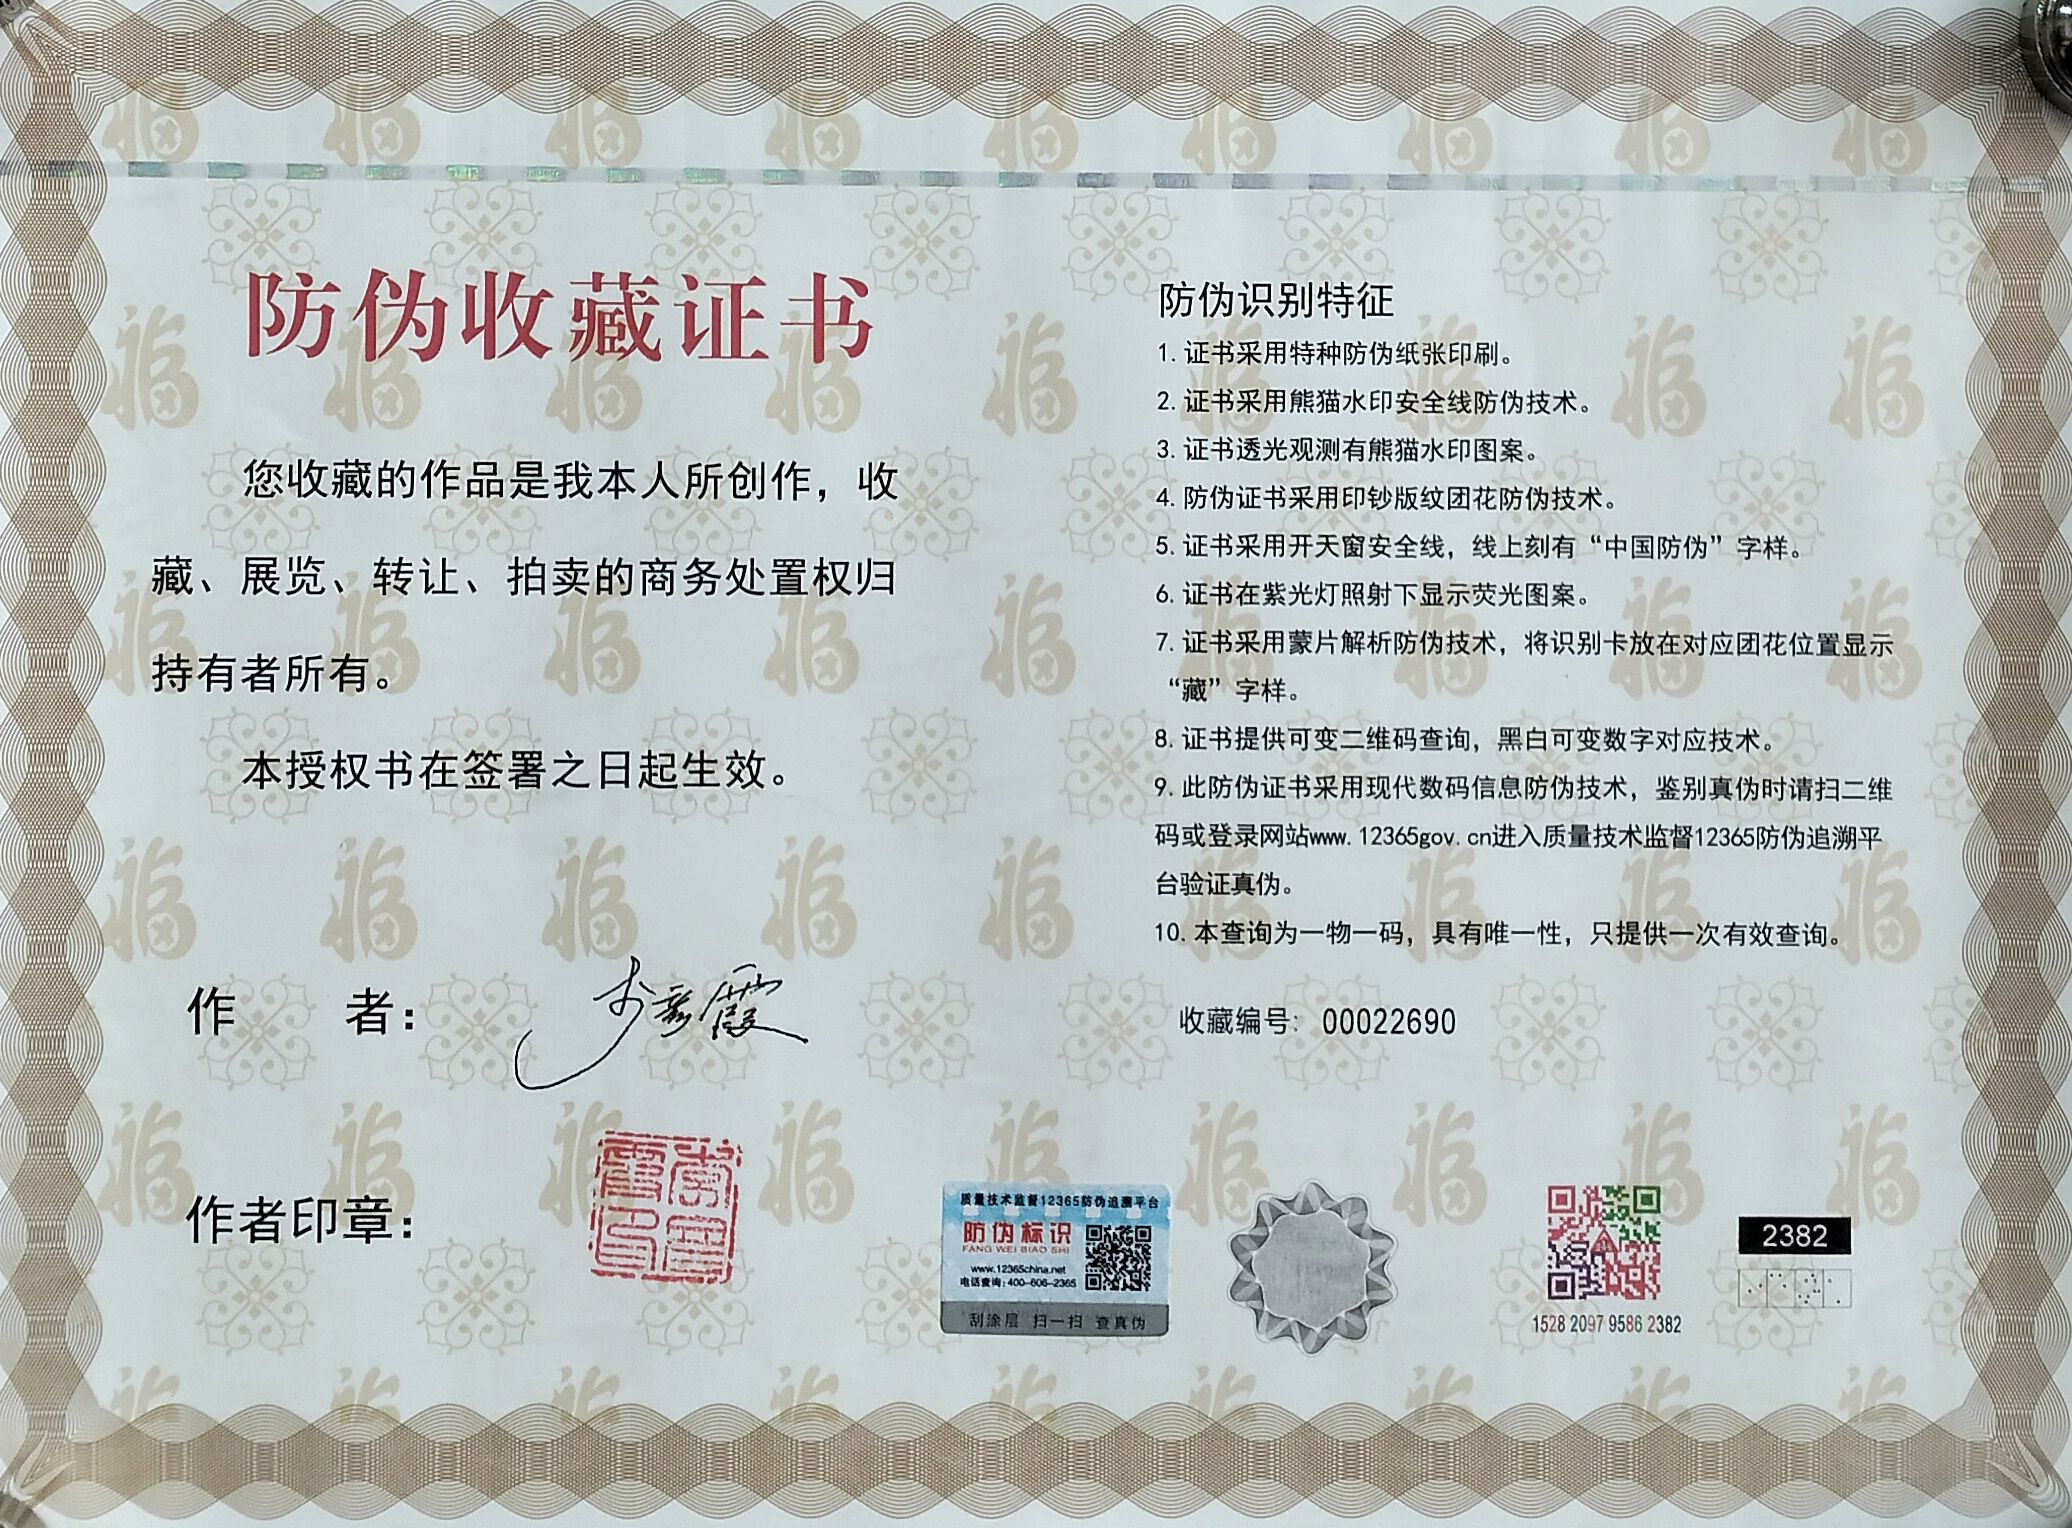 防伪收藏证书
您收藏的作品是我本人所创作，收
藏、展览、转让、拍卖的商务处置权归
持有者所有。
本授权书在签署之日起生效。
作 者：
作者印章：
防伪识别特征
1. 证书采用特种防伪纸张印刷。
2. 证书采用熊猫水印安全线防伪技术。
3. 证书透光观测有熊猫水印图案。
4. 防伪证书采用印钞版纹团花防伪技术。
5. 证书采用开天窗安全线，线上刻有“中国防伪”字样。
6. 证书在紫光灯照射下显示荧光图案。
7. 证书采用蒙片解析防伪技术，将识别卡放在对应团花位置显示
“藏”字样。
8. 证书提供可变二维码查询，黑白可变数字对应技术。
9. 此防伪证书采用现代数码信息防伪技术，鉴别真伪时请扫二维
码或登录网站www.12365gov.cn进入质量技术监督12365防伪追溯平
台验证真伪。
10. 本查询为一物一码，具有唯一性，只提供一次有效查询。
收藏编号：00022690
质量技术监督12365防伪追溯平台
防伪标识
FANG WEI BIAO SHI
www.12365china.net
电话查询：400-606-2365
刮涂层 扫一扫 查真伪
1528 2097 9586 2382
2382